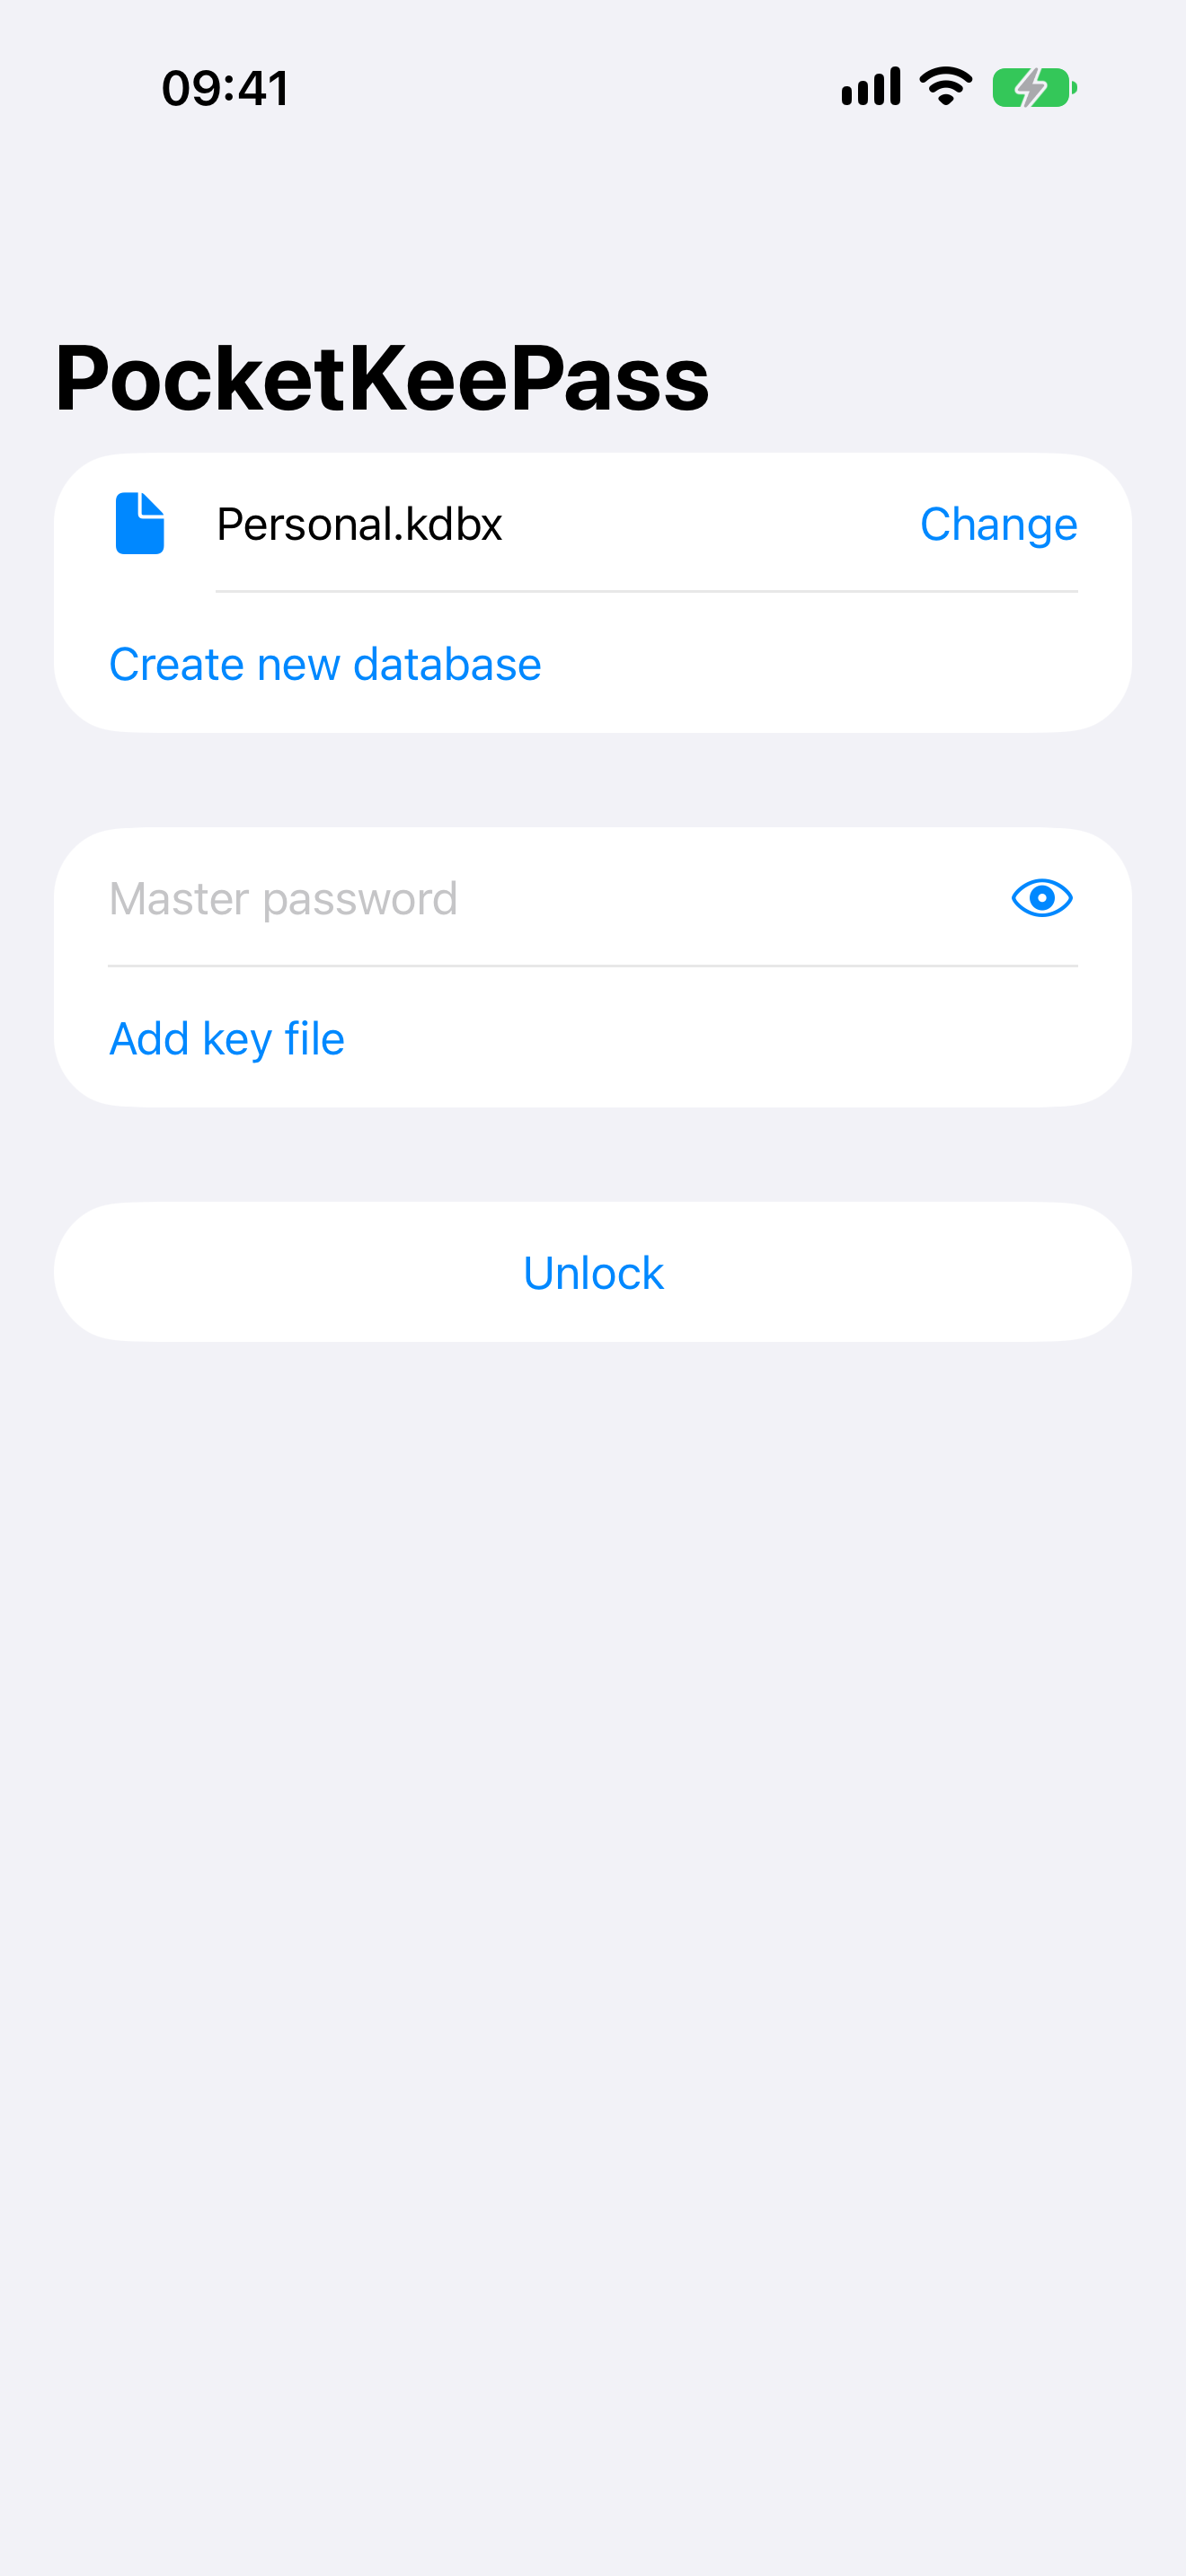 09:41
PocketKeePass
Personal.kdbx Change
Create new database
Master password
Add key file
Unlock